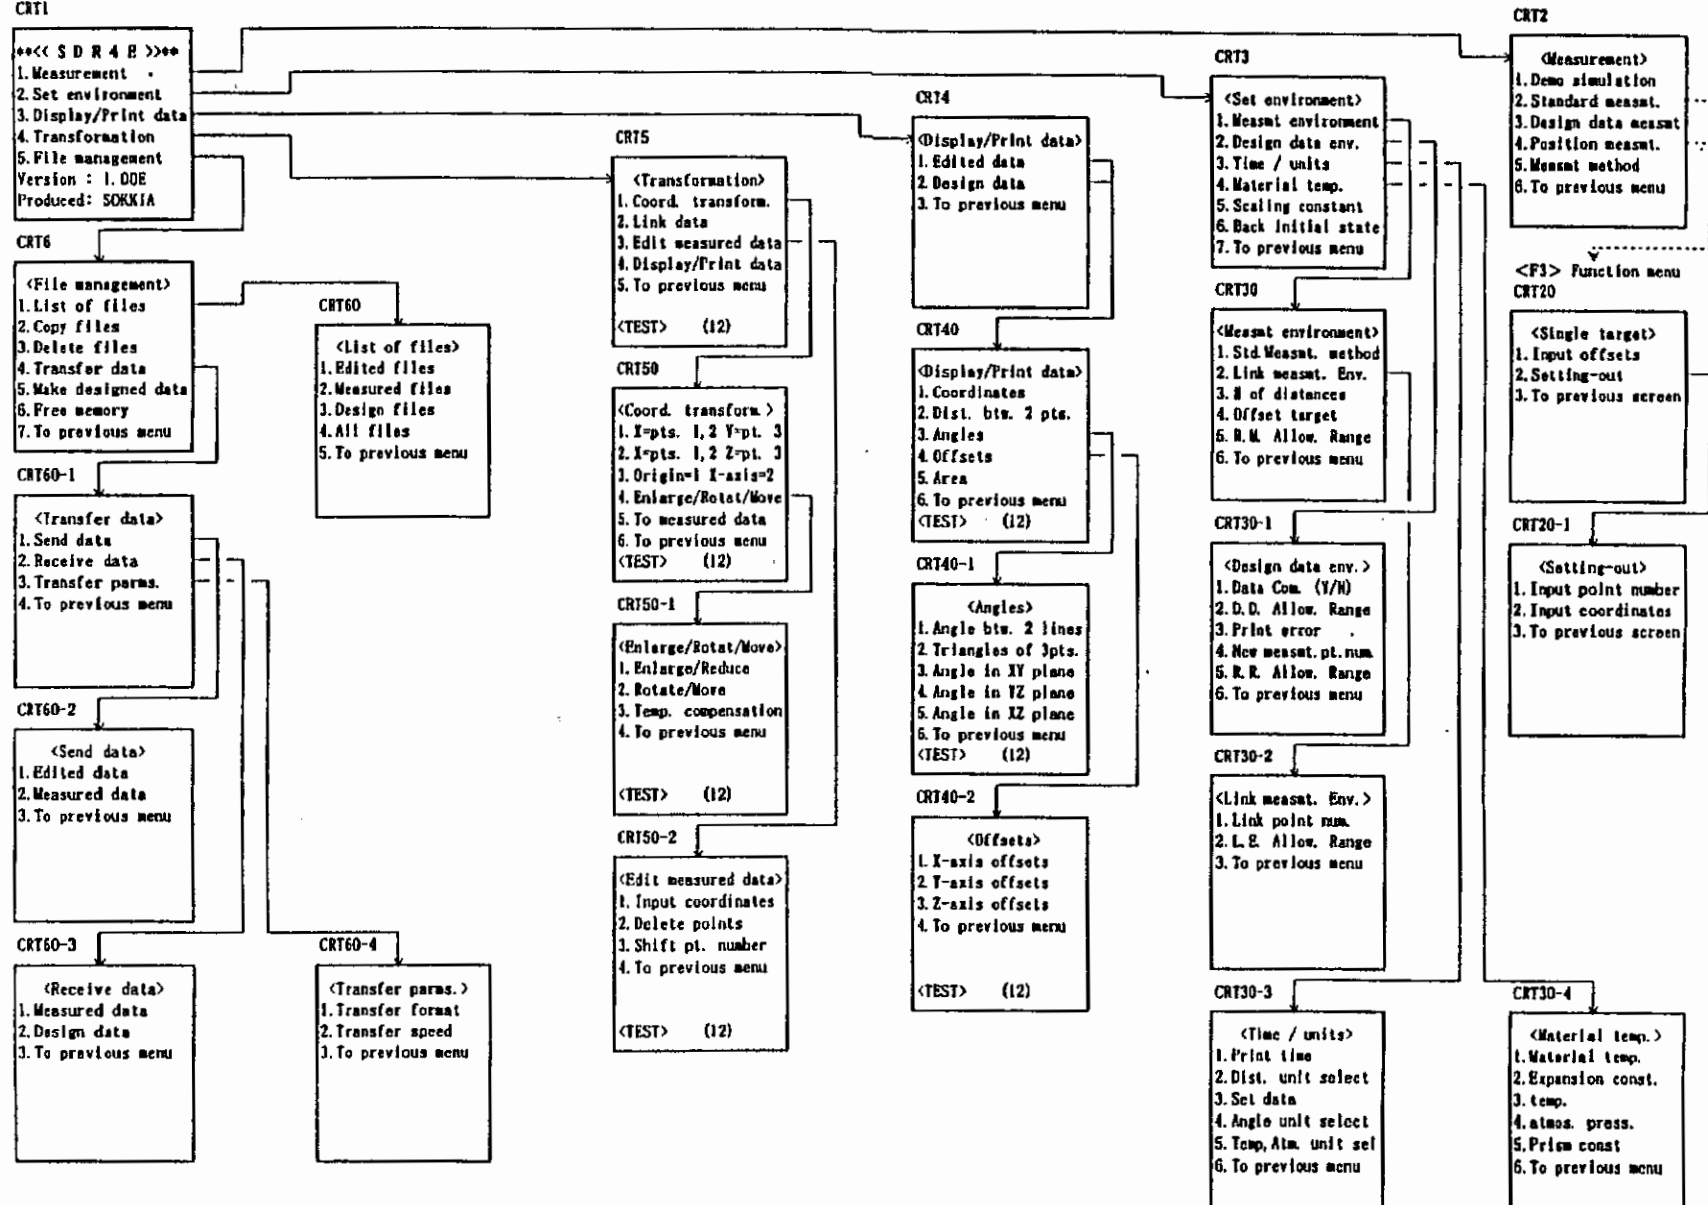 CRT1
**<< S D R 4 E >>**
1. Measurement
2. Set environment
3. Display/Print data
4. Transformation
5. File management
Version : 1.00E
Produced: SOKKIA
CRT6
<File management>
1. List of files
2. Copy files
3. Delete files
4. Transfer data
5. Make designed data
6. Free memory
7. To previous menu
CRT60
<List of files>
1. Edited files
2. Measured files
3. Design files
4. All files
5. To previous menu
CRT60-1
<Transfer data>
1. Send data
2. Receive data
3. Transfer parms.
4. To previous menu
CRT60-2
<Send data>
1. Edited data
2. Measured data
3. To previous menu
CRT60-3
<Receive data>
1. Measured data
2. Design data
3. To previous menu
CRT60-4
<Transfer parms.>
1. Transfer format
2. Transfer speed
3. To previous menu
CRT5
<Transformation>
1. Coord. transform.
2. Link data
3. Edit measured data
4. Display/Print data
5. To previous menu
<TEST> (12)
CRT50
<Coord. transform.>
1. X=pts. 1,2 Y=pt. 3
2. X=pts. 1,2 Z=pt. 3
3. Origin=1 X-axis=2
4. Enlarge/Rotat/Move
5. To measured data
6. To previous menu
<TEST> (12)
CRT50-1
<Enlarge/Rotat/Move>
1. Enlarge/Reduce
2. Rotate/Move
3. Temp. compensation
4. To previous menu
<TEST> (12)
CRT50-2
<Edit measured data>
1. Input coordinates
2. Delete points
3. Shift pt. number
4. To previous menu
<TEST> (12)
CRT4
<Display/Print data>
1. Edited data
2. Design data
3. To previous menu
CRT40
<Display/Print data>
1. Coordinates
2. Dist. btw. 2 pts.
3. Angles
4. Offsets
5. Area
6. To previous menu
<TEST> (12)
CRT40-1
<Angles>
1. Angle btw. 2 lines
2. Triangles of 3pts.
3. Angle in XY plane
4. Angle in YZ plane
5. Angle in XZ plane
6. To previous menu
<TEST> (12)
CRT40-2
<Offsets>
1. X-axis offsets
2. Y-axis offsets
3. Z-axis offsets
4. To previous menu
<TEST> (12)
CRT3
<Set environment>
1. Measmt environment
2. Design data env.
3. Time / units
4. Material temp.
5. Scaling constant
6. Back initial state
7. To previous menu
CRT30
<Measmt environment>
1. Std. Measmt. method
2. Link measmt. Env.
3. # of distances
4. Offset target
5. R.M. Allow. Range
6. To previous menu
CRT30-1
<Design data env.>
1. Data Com. (Y/N)
2. D.D. Allow. Range
3. Print error
4. New measmt. pt. num.
5. R.R. Allow. Range
6. To previous menu
CRT30-2
<Link measmt. Env.>
1. Link point num.
2. L.E. Allow. Range
3. To previous menu
CRT30-3
<Time / units>
1. Print time
2. Dist. unit select
3. Set data
4. Angle unit select
5. Temp, Atm. unit sel
6. To previous menu
CRT2
<Measurement>
1. Demo simulation
2. Standard measmt.
3. Design data measmt
4. Position measmt.
5. Measmt method
6. To previous menu
<F3> Function menu
CRT20
<Single target>
1. Input offsets
2. Setting-out
3. To previous screen
CRT20-1
<Setting-out>
1. Input point number
2. Input coordinates
3. To previous screen
CRT30-4
<Material temp.>
1. Material temp.
2. Expansion const.
3. temp.
4. atmos. press.
5. Prism const
6. To previous menu